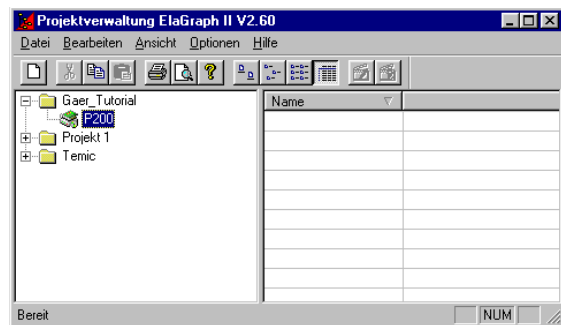 Projektverwaltung ElaGraph II V2.60
Datei Bearbeiten Ansicht Optionen Hilfe
Gaer_Tutorial
P200
Projekt 1
Temic
Name
Bereit
NUM